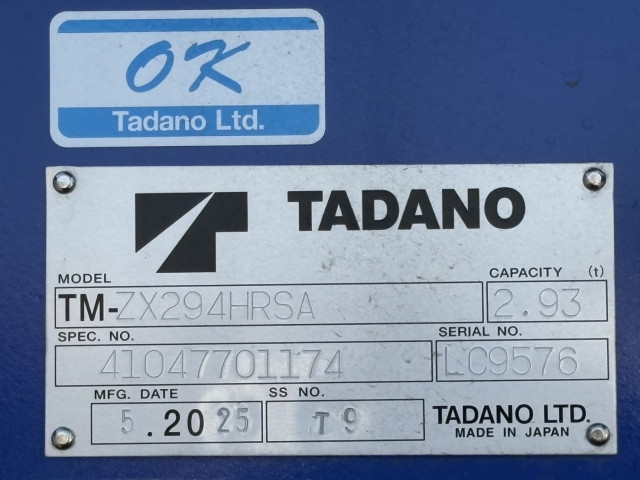 OK
Tadano Ltd.
TADANO
MODEL
CAPACITY (t)
TM-ZX294HRSA
2.93
SPEC. NO.
SERIAL NO.
41047701174
LC9576
MFG. DATE
SS NO.
5.2025
T9
TADANO LTD.
MADE IN JAPAN